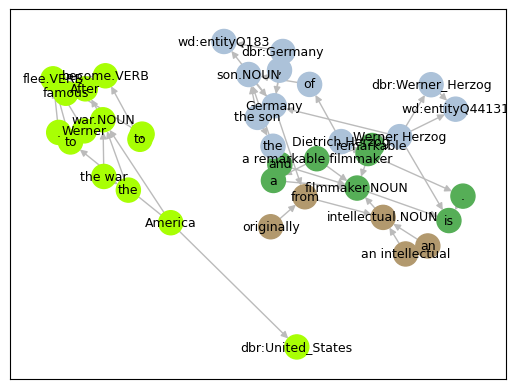 wd:entityQ183
dbr:Germany
flee.VERB
become.VERB
After
famous
son.NOUN
,
of
dbr:Werner_Herzog
wd:entityQ44131
Germany
the son
war.NOUN
.
Werner
to
to
the
Dietrich Herzog
Werner Herzog
remarkable
and
a remarkable filmmaker
a
the war
the
filmmaker.NOUN
from
.
America
originally
intellectual.NOUN
is
an
an intellectual
dbr:United_States